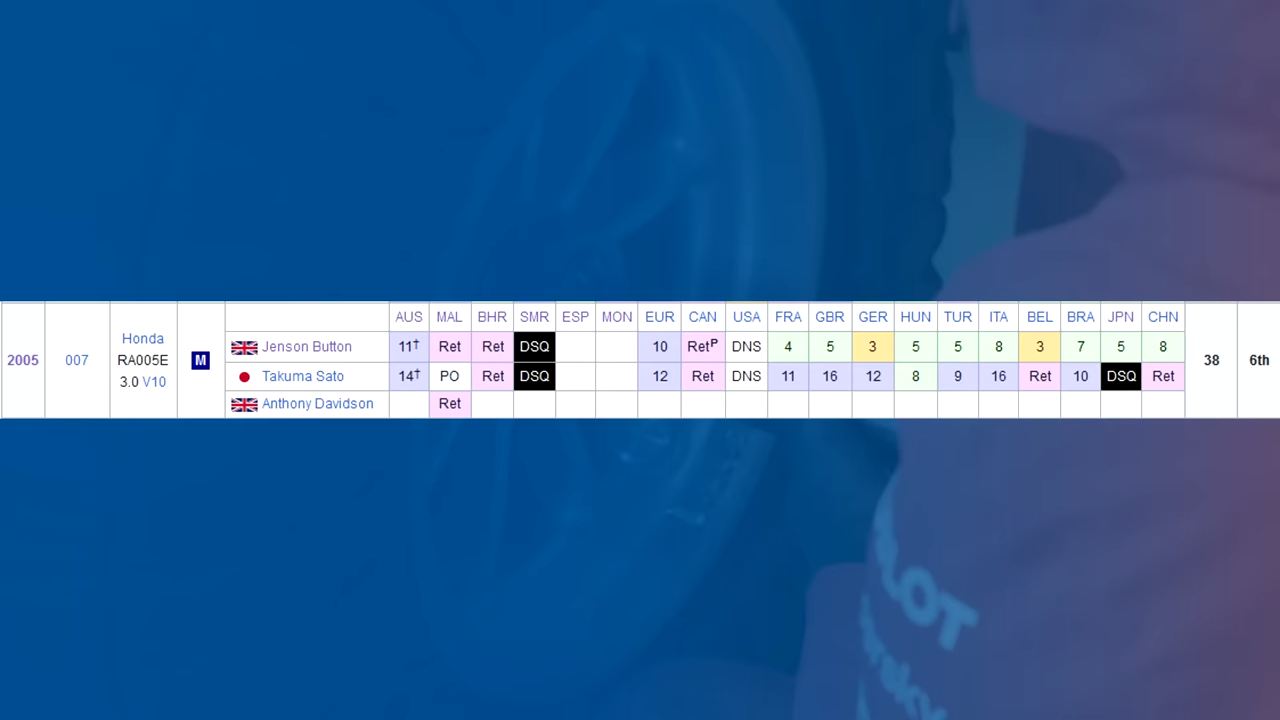 AUS MAL BHR SMR ESP MON EUR CAN USA FRA GBR GER HUN TUR ITA BEL BRA JPN CHN
2005 007 Honda RA005E 3.0 V10 M 38 6th
Jenson Button 11† Ret Ret DSQ 10 RetP DNS 4 5 3 5 5 8 3 7 5 8
Takuma Sato 14† PO Ret DSQ 12 Ret DNS 11 16 12 8 9 16 Ret 10 DSQ Ret
Anthony Davidson Ret